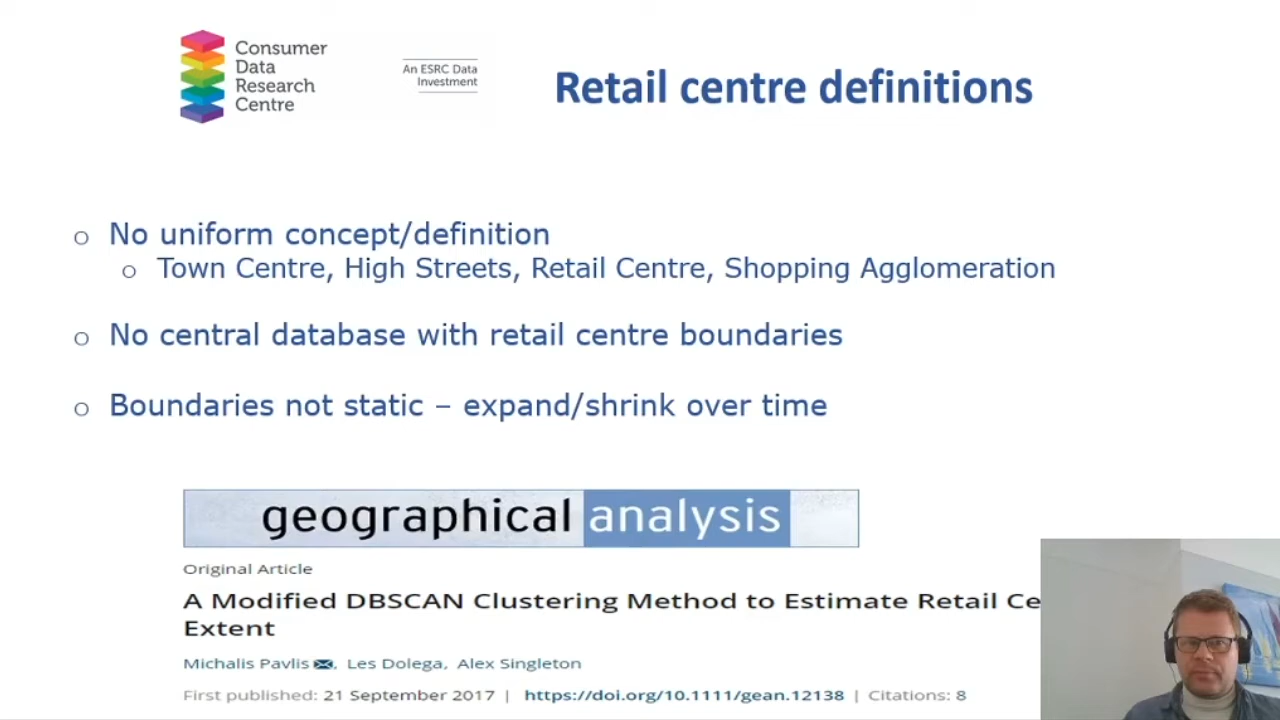 Consumer
Data
Research
Centre
An ESRC Data
Investment
Retail centre definitions
o No uniform concept/definition
o Town Centre, High Streets, Retail Centre, Shopping Agglomeration
o No central database with retail centre boundaries
o Boundaries not static – expand/shrink over time
geographical analysis
Original Article
A Modified DBSCAN Clustering Method to Estimate Retail Ce
Extent
Michalis Pavlis, Les Dolega, Alex Singleton
First published: 21 September 2017 | https://doi.org/10.1111/gean.12138 | Citations: 8